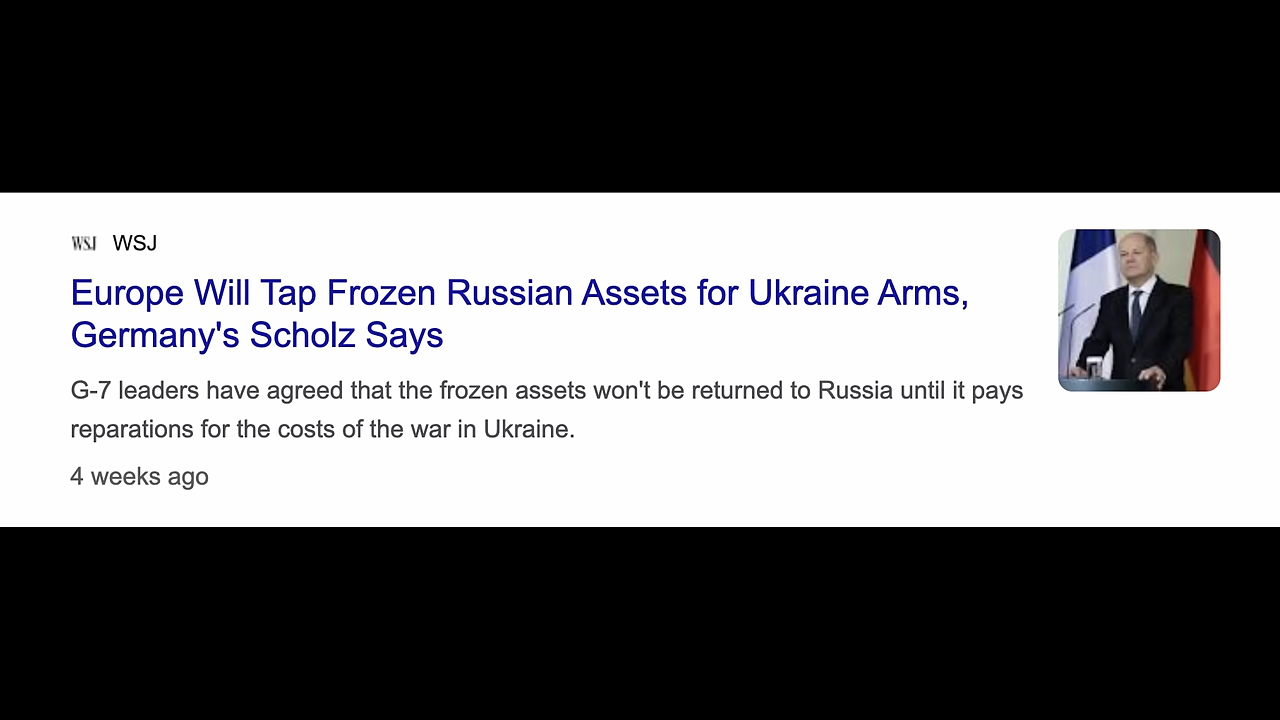 WSJ WSJ
Europe Will Tap Frozen Russian Assets for Ukraine Arms,
Germany's Scholz Says
G-7 leaders have agreed that the frozen assets won't be returned to Russia until it pays
reparations for the costs of the war in Ukraine.
4 weeks ago